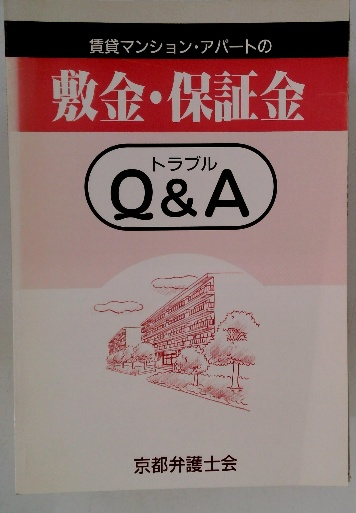 賃貸マンション・アパートの
敷金・保証金
トラブル
Q&A
京都弁護士会